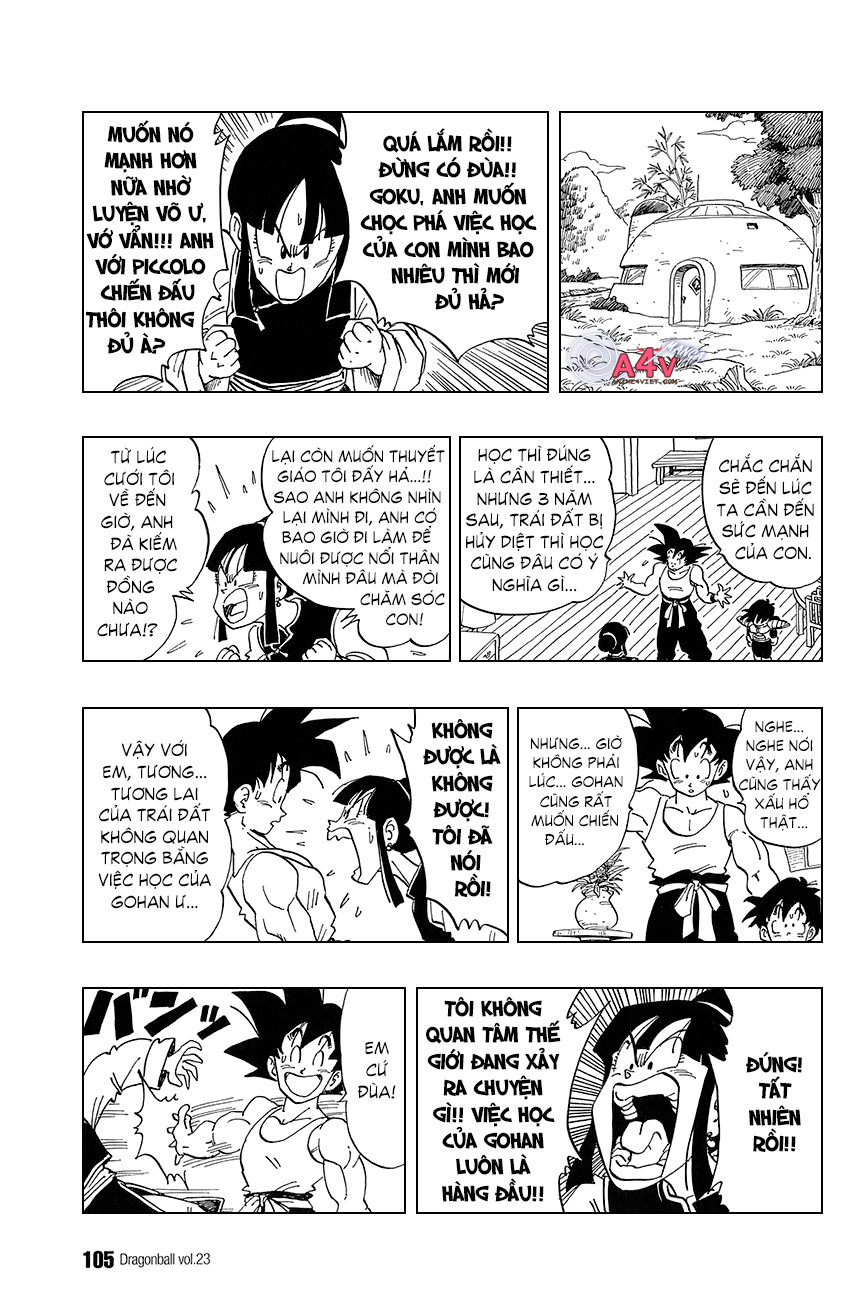 A4V
ANIME4VIET.COM
QUÁ LẮM RỒI!!
ĐỪNG CÓ ĐÙA!!
GOKU, ANH MUỐN
CHỌC PHÁ VIỆC HỌC
CỦA CON MÌNH BAO
NHIÊU THÌ MỚI
ĐỦ HẢ?
MUỐN NÓ
MẠNH HƠN
NỮA NHỜ
LUYỆN VÕ Ư,
VỚ VẨN!!! ANH
VỚI PICCOLO
CHIẾN ĐẤU
THÔI KHÔNG
ĐỦ À?
CHẮC CHẮN
SẼ ĐẾN LÚC
TA CẦN ĐẾN
SỨC MẠNH
CỦA CON.
HỌC THÌ ĐÚNG
LÀ CẦN THIẾT...
NHƯNG 3 NĂM
SAU, TRÁI ĐẤT BỊ
HỦY DIỆT THÌ HỌC
CŨNG ĐÂU CÓ Ý
NGHĨA GÌ...
LẠI CÒN MUỐN THUYẾT
GIÁO TÔI ĐẤY HẢ...!!
SAO ANH KHÔNG NHÌN
LẠI MÌNH ĐI, ANH CÓ
BAO GIỜ ĐI LÀM ĐỂ
NUÔI ĐƯỢC NỔI THÂN
MÌNH ĐÂU MÀ ĐÒI
CHĂM SÓC
CON!
TỪ LÚC
CƯỚI TÔI
VỀ ĐẾN
GIỜ, ANH
ĐÃ KIẾM
RA ĐƯỢC
ĐỒNG
NÀO
CHƯA!?
NGHE...
NGHE NÓI
VẬY, ANH
CŨNG THẤY
XẤU HỔ
THẬT...
NHƯNG... GIỜ
KHÔNG PHẢI
LÚC... GOHAN
CŨNG RẤT
MUỐN CHIẾN
ĐẤU...
KHÔNG
ĐƯỢC LÀ
KHÔNG
ĐƯỢC!
TÔI ĐÃ
NÓI
RỒI!
VẬY VỚI
EM, TƯƠNG...
TƯƠNG LAI
CỦA TRÁI ĐẤT
KHÔNG QUAN
TRỌNG BẰNG
VIỆC HỌC CỦA
GOHAN Ư...
ĐÚNG!
TẤT
NHIÊN
RỒI!!
TÔI KHÔNG
QUAN TÂM THẾ
GIỚI ĐANG XẢY
RA CHUYỆN
GÌ!! VIỆC HỌC
CỦA GOHAN
LUÔN LÀ
HÀNG ĐẦU!!
EM
CỨ
ĐÙA!
バンッ
105 Dragonball vol.23